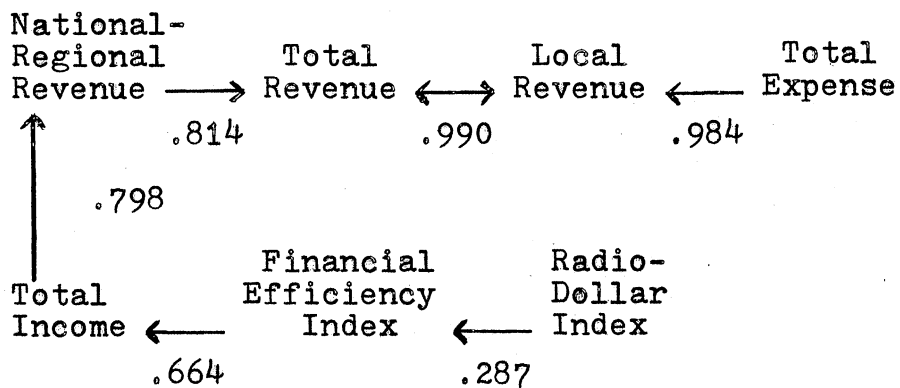 National-
Regional Total Local Total
Revenue Revenue Revenue Expense
.814 .990 .984
.798
Financial Radio-
Total Efficiency Dollar
Income Index Index
.664 .287